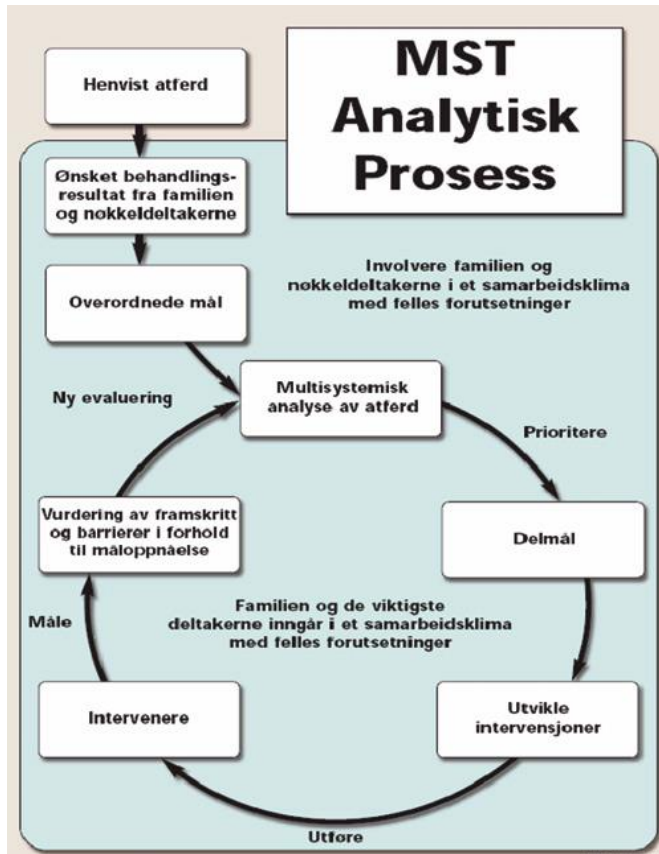 MST
Analytisk
Prosess
Henvist atferd
Ønsket behandlings-
resultat fra familien
og nøkkeldeltakerne
Overordnede mål
Involvere familien og
nøkkeldeltakerne i et samarbeidsklima
med felles forutsetninger
Ny evaluering
Multisystemisk
analyse av atferd
Prioritere
Vurdering av framskritt
og barrierer i forhold
til måloppnåelse
Delmål
Måle
Familien og de viktigste
deltakerne inngår i et samarbeidsklima
med felles forutsetninger
Intervenere
Utvikle
intervensjoner
Utføre